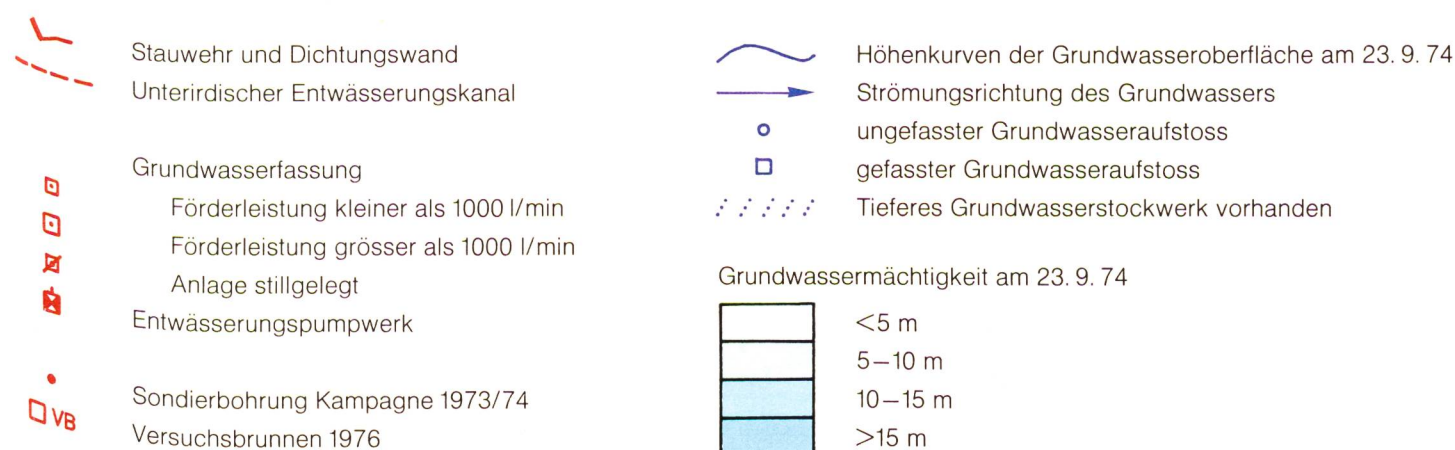 Stauwehr und Dichtungswand
Unterirdischer Entwässerungskanal
Grundwasserfassung
Förderleistung kleiner als 1000 l/min
Förderleistung grösser als 1000 l/min
Anlage stillgelegt
Entwässerungspumpwerk
Sondierbohrung Kampagne 1973/74
VB Versuchsbrunnen 1976
Höhenkurven der Grundwasseroberfläche am 23. 9. 74
Strömungsrichtung des Grundwassers
ungefasster Grundwasseraufstoss
gefasster Grundwasseraufstoss
Tieferes Grundwasserstockwerk vorhanden
Grundwassermächtigkeit am 23. 9. 74
<5 m
5–10 m
10–15 m
>15 m